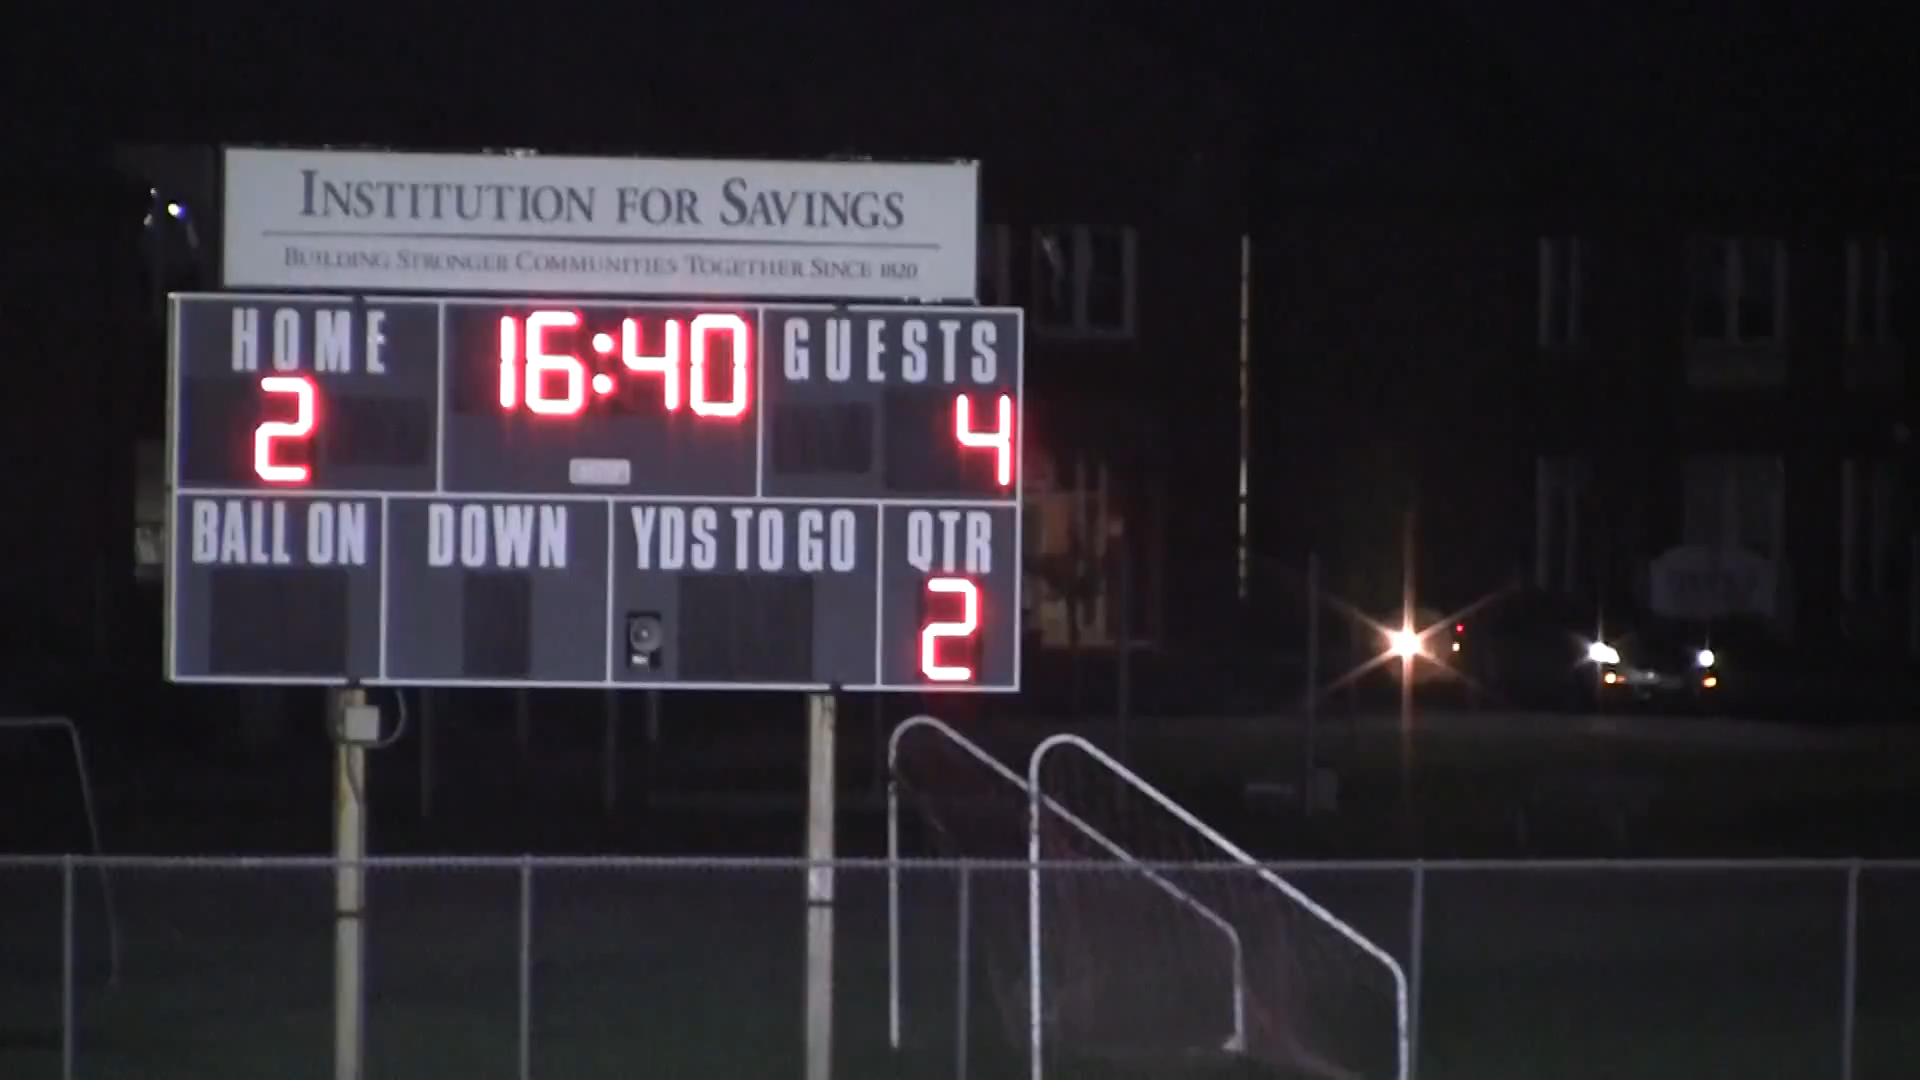 INSTITUTION FOR SAVINGS
BUILDING STRONGER COMMUNITIES TOGETHER SINCE 1820
HOME 16:40 GUESTS
2 4
BALL ON DOWN YDS TO GO QTR
2